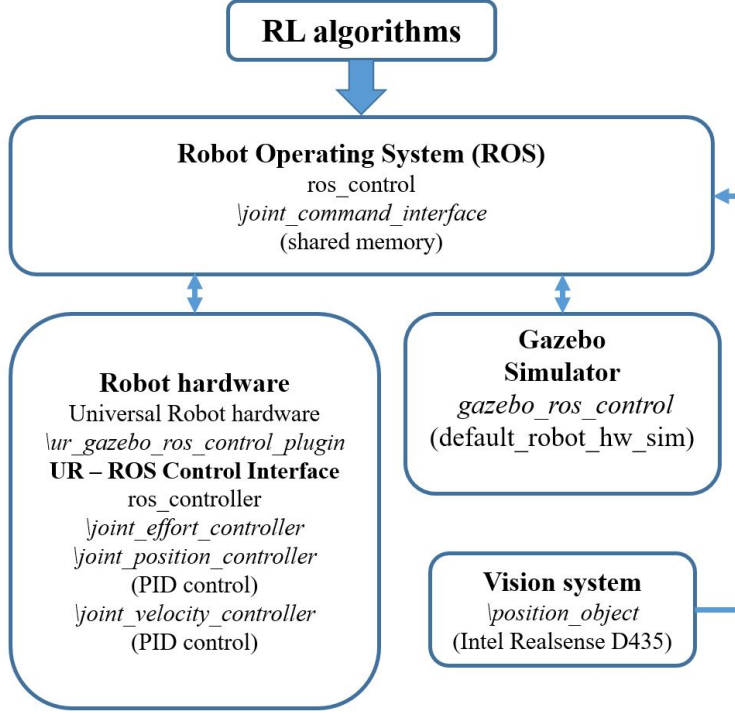 RL algorithms
Robot Operating System (ROS)
ros_control
\joint_command_interface
(shared memory)
Robot hardware
Universal Robot hardware
\ur_gazebo_ros_control_plugin
UR – ROS Control Interface
ros_controller
\joint_effort_controller
\joint_position_controller
(PID control)
\joint_velocity_controller
(PID control)
Gazebo
Simulator
gazebo_ros_control
(default_robot_hw_sim)
Vision system
\position_object
(Intel Realsense D435)